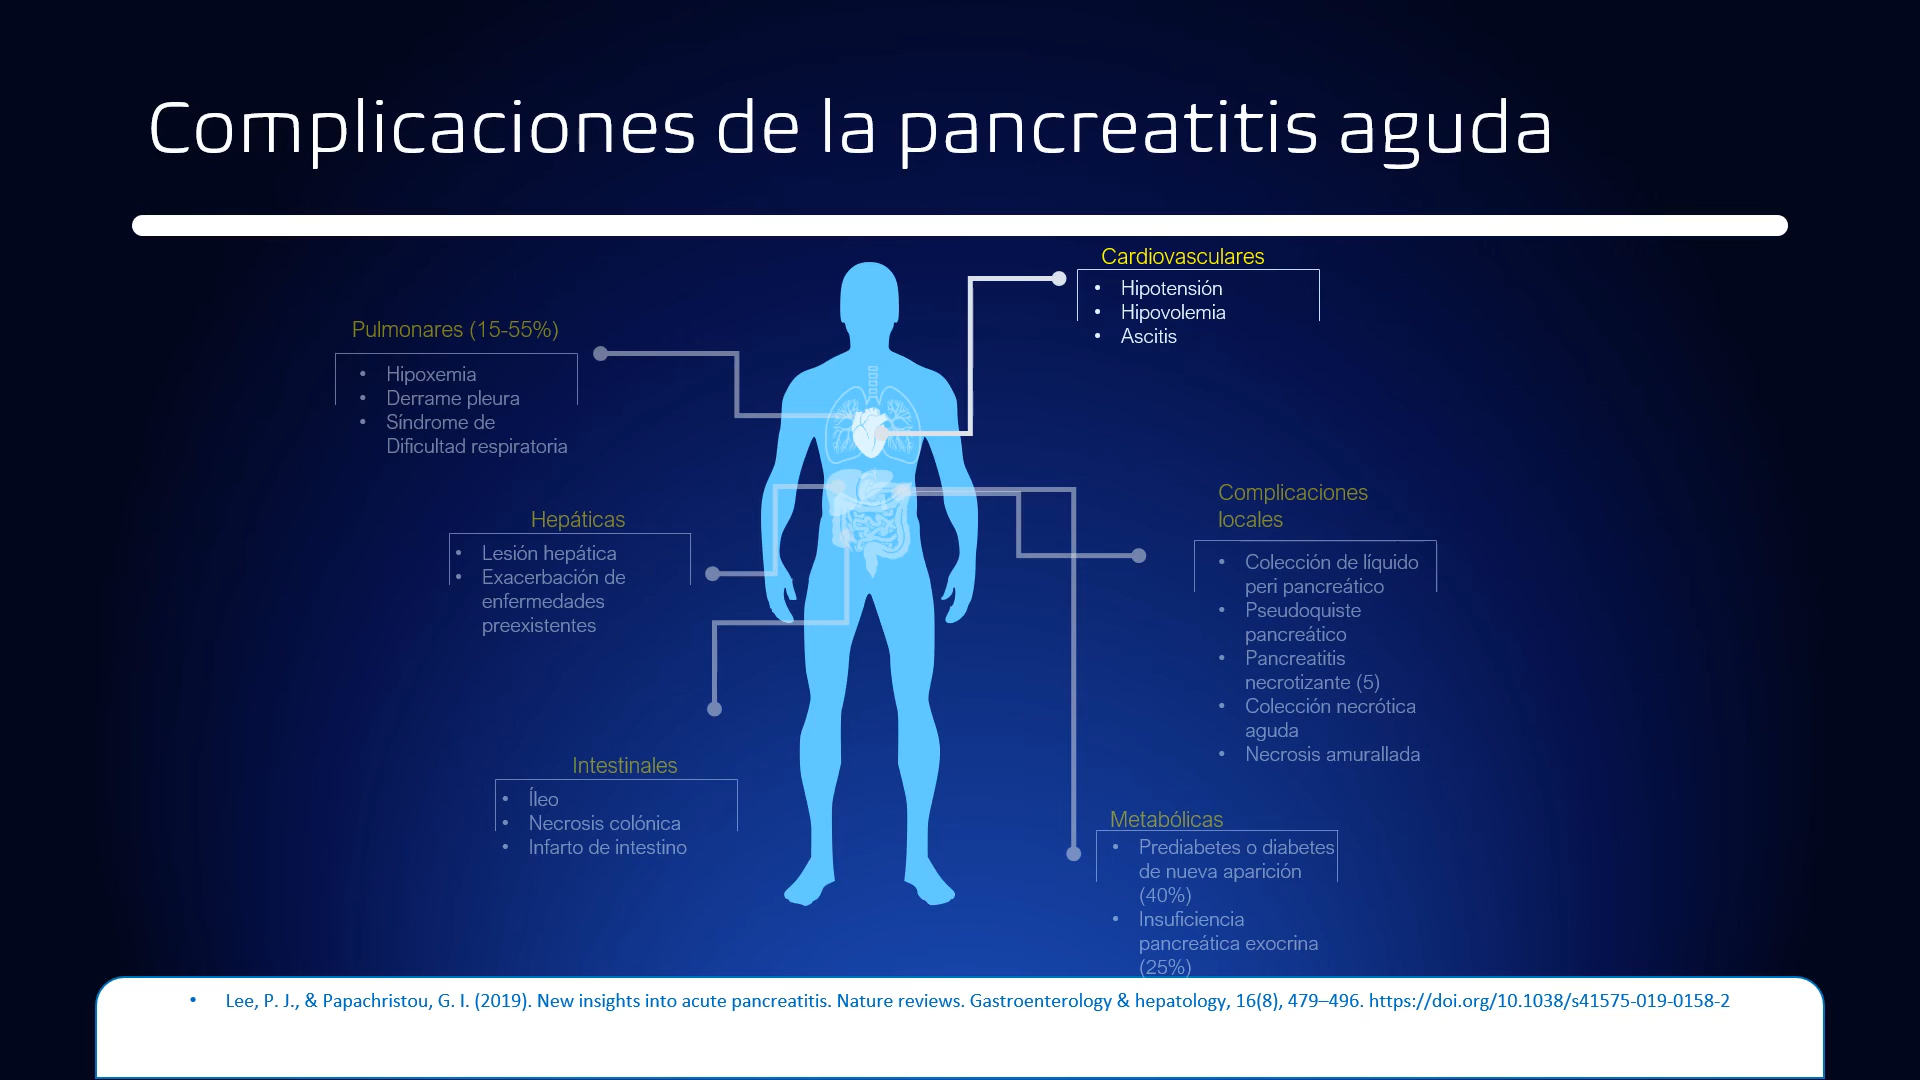 Complicaciones de la pancreatitis aguda
Cardiovasculares
• Hipotensión
• Hipovolemia
• Ascitis
Pulmonares (15-55%)
• Hipoxemia
• Derrame pleura
• Síndrome de
Dificultad respiratoria
Hepáticas
• Lesión hepática
• Exacerbación de
enfermedades
preexistentes
Complicaciones
locales
• Colección de líquido
peri pancreático
• Pseudoquiste
pancreático
• Pancreatitis
necrotizante (5)
• Colección necrótica
aguda
• Necrosis amurallada
Intestinales
• Íleo
• Necrosis colónica
• Infarto de intestino
Metabólicas
• Prediabetes o diabetes
de nueva aparición
(40%)
• Insuficiencia
pancreática exocrina
(25%)
• Lee, P. J., & Papachristou, G. I. (2019). New insights into acute pancreatitis. Nature reviews. Gastroenterology & hepatology, 16(8), 479–496. https://doi.org/10.1038/s41575-019-0158-2